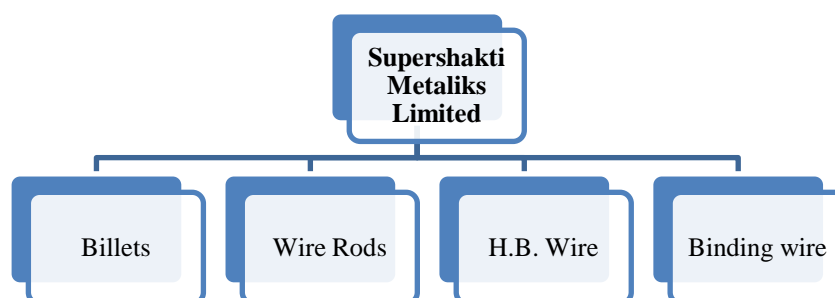 Supershakti
Metaliks
Limited
Billets
Wire Rods
H.B. Wire
Binding wire